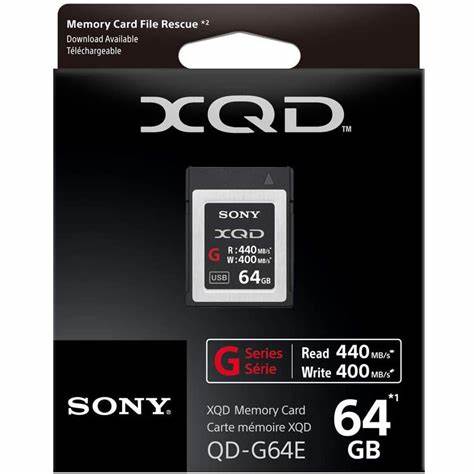 Memory Card File Rescue *2
Download Available
Téléchargeable
XQD™
SONY
XQD
G R:440MB/s
W:400MB/s
USB 64GB
G Series
Série
Read 440 MB/s*
Write 400 MB/s*
SONY
XQD Memory Card
Carte mémoire XQD
QD-G64E
64 *1
GB